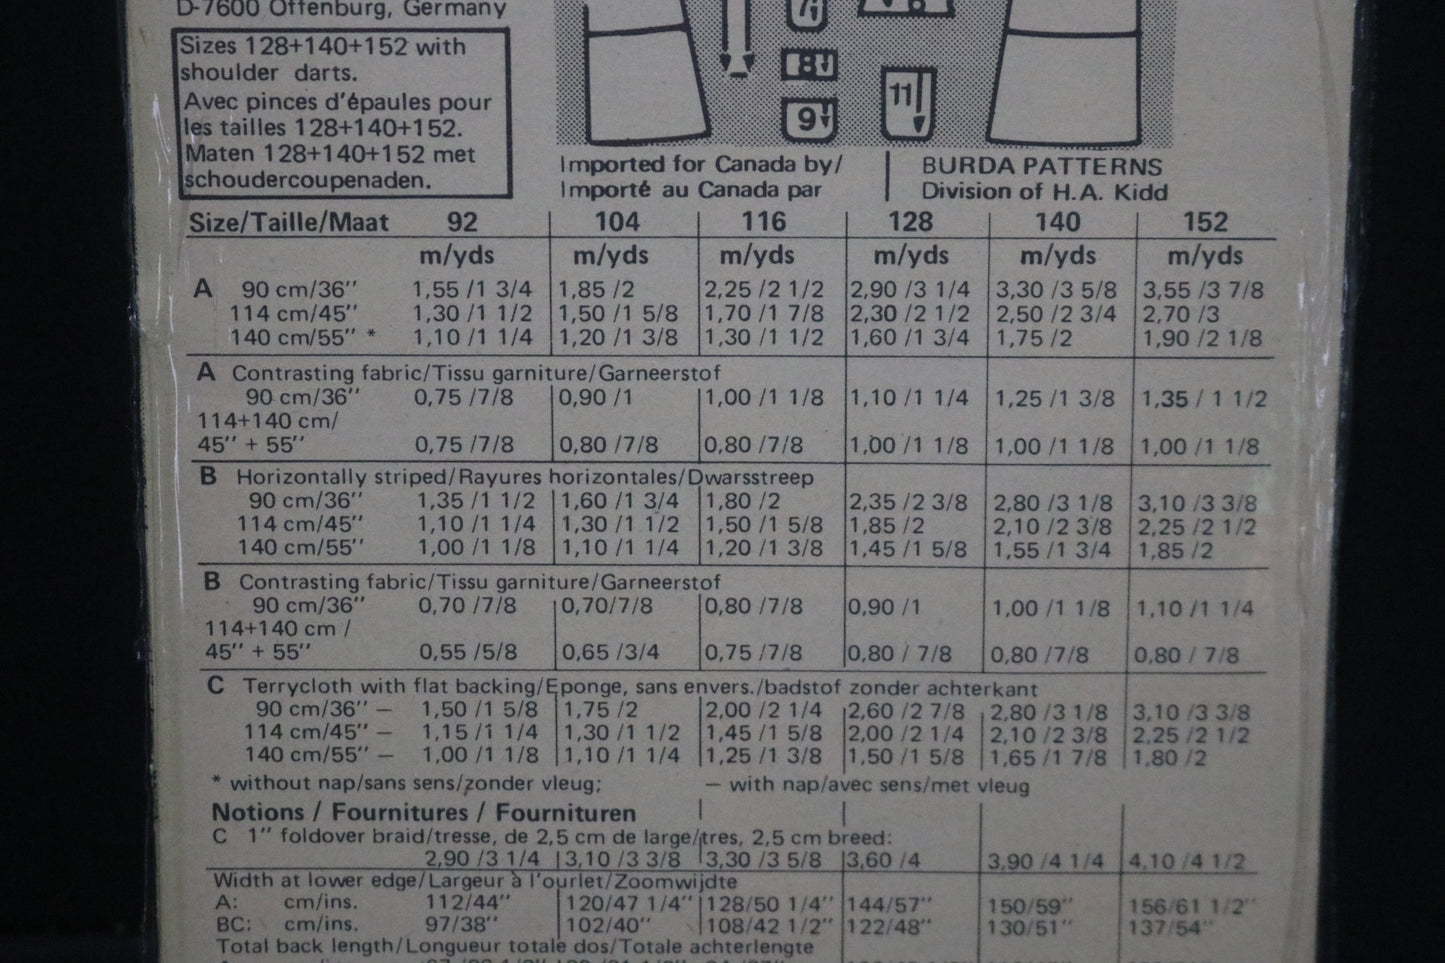 D-7600 Offenburg, Germany
Sizes 128+140+152 with
shoulder darts.
Avec pinces d'épaules pour
les tailles 128+140+152.
Maten 128+140+152 met
schoudercoupenaden.
7
8
9
11
Imported for Canada by/
Importé au Canada par
BURDA PATTERNS
Division of H.A. Kidd
Size/Taille/Maat 92 104 116 128 140 152
m/yds m/yds m/yds m/yds m/yds m/yds
A 90 cm/36'' 1,55 /1 3/4 1,85 /2 2,25 /2 1/2 2,90 /3 1/4 3,30 /3 5/8 3,55 /3 7/8
114 cm/45'' 1,30 /1 1/2 1,50 /1 5/8 1,70 /1 7/8 2,30 /2 1/2 2,50 /2 3/4 2,70 /3
140 cm/55'' * 1,10 /1 1/4 1,20 /1 3/8 1,30 /1 1/2 1,60 /1 3/4 1,75 /2 1,90 /2 1/8
A Contrasting fabric/Tissu garniture/Garneerstof
90 cm/36'' 0,75 /7/8 0,90 /1 1,00 /1 1/8 1,10 /1 1/4 1,25 /1 3/8 1,35 / 1 1/2
114+140 cm/
45'' + 55'' 0,75 /7/8 0,80 /7/8 0,80 /7/8 1,00 /1 1/8 1,00 /1 1/8 1,00 /1 1/8
B Horizontally striped/Rayures horizontales/Dwarsstreep
90 cm/36'' 1,35 /1 1/2 1,60 /1 3/4 1,80 /2 2,35 /2 3/8 2,80 /3 1/8 3,10 /3 3/8
114 cm/45'' 1,10 /1 1/4 1,30 /1 1/2 1,50 /1 5/8 1,85 /2 2,10 /2 3/8 2,25 /2 1/2
140 cm/55'' 1,00 /1 1/8 1,10 /1 1/4 1,20 /1 3/8 1,45 /1 5/8 1,55 /1 3/4 1,85 /2
B Contrasting fabric/Tissu garniture/Garneerstof
90 cm/36'' 0,70 /7/8 0,70/7/8 0,80 /7/8 0,90 /1 1,00 /1 1/8 1,10 /1 1/4
114+140 cm /
45'' + 55'' 0,55 /5/8 0,65 /3/4 0,75 /7/8 0,80 / 7/8 0,80 /7/8 0,80 / 7/8
C Terrycloth with flat backing/Eponge, sans envers./badstof zonder achterkant
90 cm/36'' – 1,50 /1 5/8 1,75 /2 2,00 /2 1/4 2,60 /2 7/8 2,80 /3 1/8 3,10 /3 3/8
114 cm/45'' – 1,15 /1 1/4 1,30 /1 1/2 1,45 /1 5/8 2,00 /2 1/4 2,10 /2 3/8 2,25 /2 1/2
140 cm/55'' – 1,00 /1 1/8 1,10 /1 1/4 1,25 /1 3/8 1,50 /1 5/8 1,65 /1 7/8 1,80 /2
* without nap/sans sens/zonder vleug; – with nap/avec sens/met vleug
Notions / Fournitures / Fournituren
C 1'' foldover braid/tresse, de 2,5 cm de large/tres, 2,5 cm breed:
2,90 /3 1/4 3,10 /3 3/8 3,30 /3 5/8 3,60 /4 3,90 /4 1/4 4,10 /4 1/2
Width at lower edge/Largeur à l'ourlet/Zoomwijdte
A: cm/ins. 112/44'' 120/47 1/4'' 128/50 1/4'' 144/57'' 150/59'' 156/61 1/2''
BC: cm/ins. 97/38'' 102/40'' 108/42 1/2'' 122/48'' 130/51'' 137/54''
Total back length/Longueur totale dos/Totale achterlengte